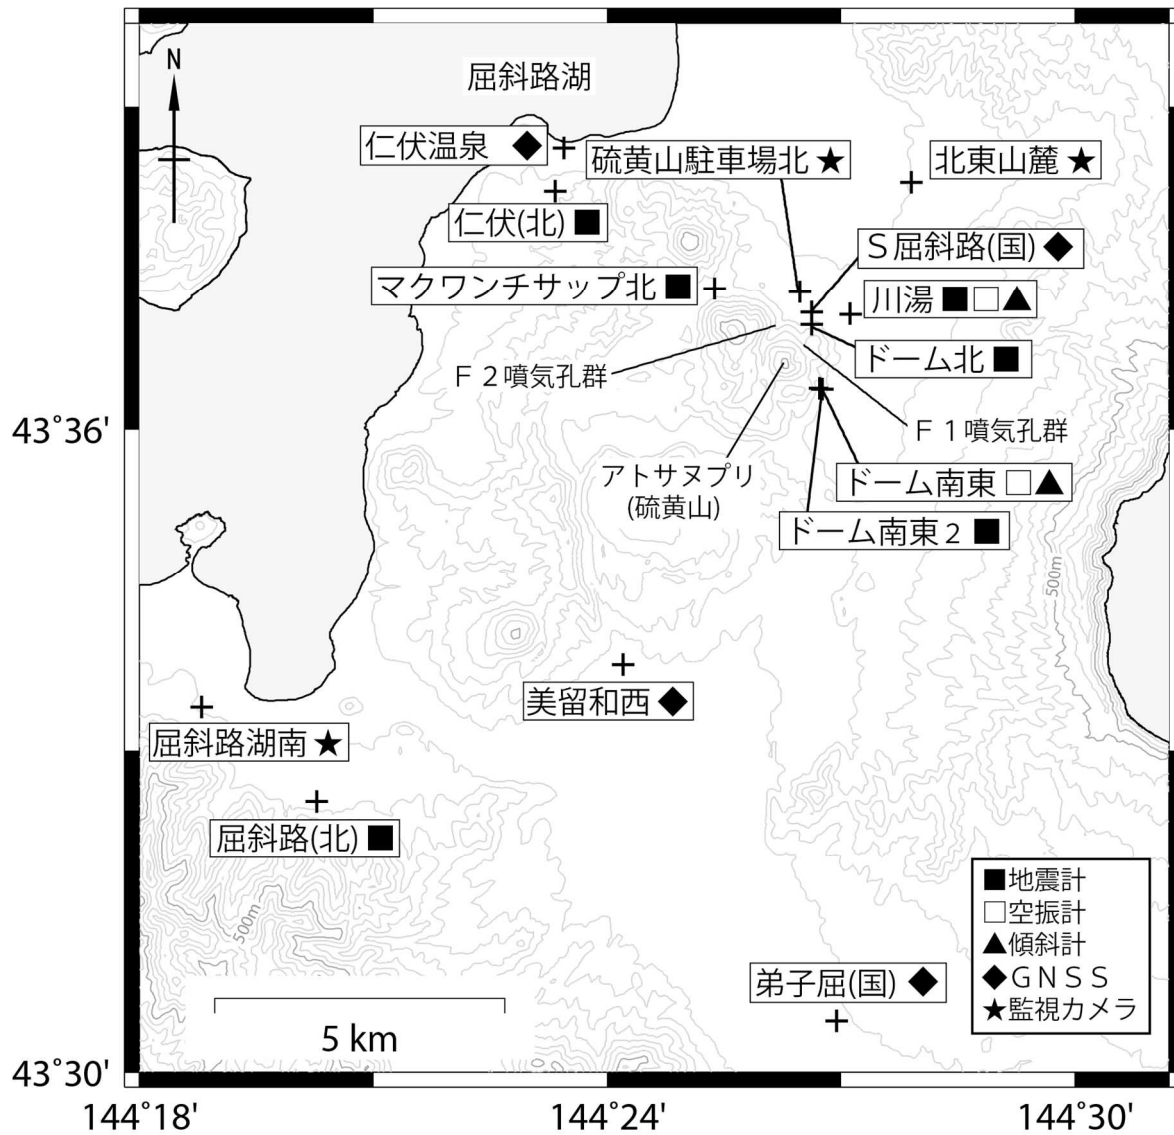 N
屈斜路湖
仁伏温泉 ◆
硫黄山駐車場北 ★
北東山麓 ★
仁伏(北) ■
S屈斜路(国) ◆
マクワンチサップ北 ■
川湯 ■□▲
ドーム北 ■
F2噴気孔群
F1噴気孔群
43°36'
アトサヌプリ
(硫黄山)
ドーム南東 □▲
ドーム南東2 ■
500m
美留和西 ◆
屈斜路湖南 ★
屈斜路(北) ■
500m
■地震計
□空振計
▲傾斜計
◆GNSS
★監視カメラ
弟子屈(国) ◆
5 km
43°30'
144°18'
144°24'
144°30'